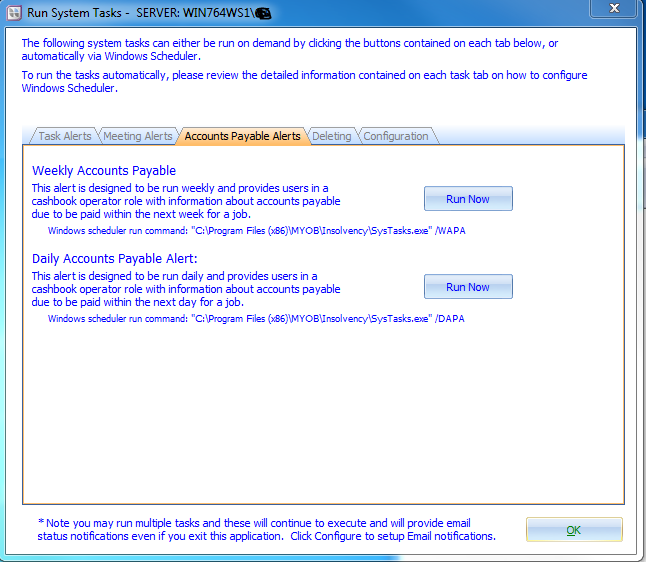 Run System Tasks - SERVER: WIN764WS1\
The following system tasks can either be run on demand by clicking the buttons contained on each tab below, or
automatically via Windows Scheduler.
To run the tasks automatically, please review the detailed information contained on each task tab on how to configure
Windows Scheduler.
Task Alerts Meeting Alerts Accounts Payable Alerts Deleting Configuration
Weekly Accounts Payable
This alert is designed to be run weekly and provides users in a
cashbook operator role with information about accounts payable
due to be paid within the next week for a job.
Run Now
Windows scheduler run command: "C:\Program Files (x86)\MYOB\Insolvency\SysTasks.exe" /WAPA
Daily Accounts Payable Alert:
This alert is designed to be run daily and provides users in a
cashbook operator role with information about accounts payable
due to be paid within the next day for a job.
Run Now
Windows scheduler run command: "C:\Program Files (x86)\MYOB\Insolvency\SysTasks.exe" /DAPA
* Note you may run multiple tasks and these will continue to execute and will provide email
status notifications even if you exit this application. Click Configure to setup Email notifications.
OK